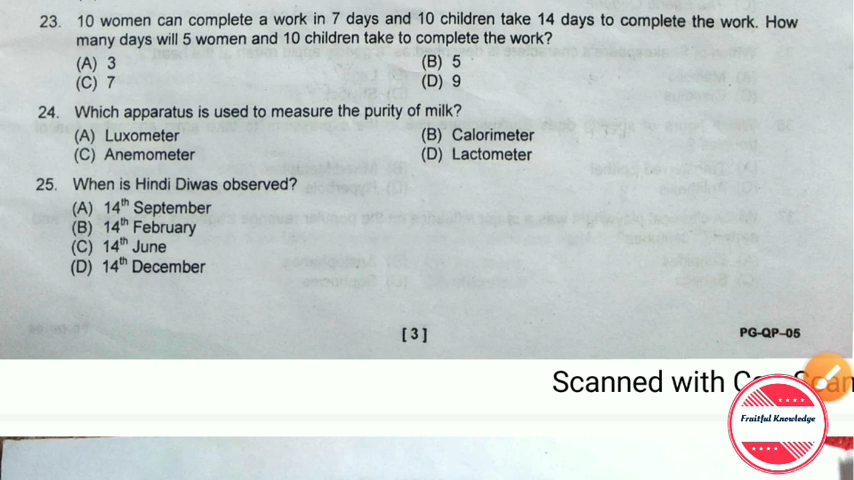 23. 10 women can complete a work in 7 days and 10 children take 14 days to complete the work. How
many days will 5 women and 10 children take to complete the work?
(A) 3 (B) 5
(C) 7 (D) 9
24. Which apparatus is used to measure the purity of milk?
(A) Luxometer (B) Calorimeter
(C) Anemometer (D) Lactometer
25. When is Hindi Diwas observed?
(A) 14th September
(B) 14th February
(C) 14th June
(D) 14th December
[3] PG-QP-05
Scanned with
Fraitful Knowledge